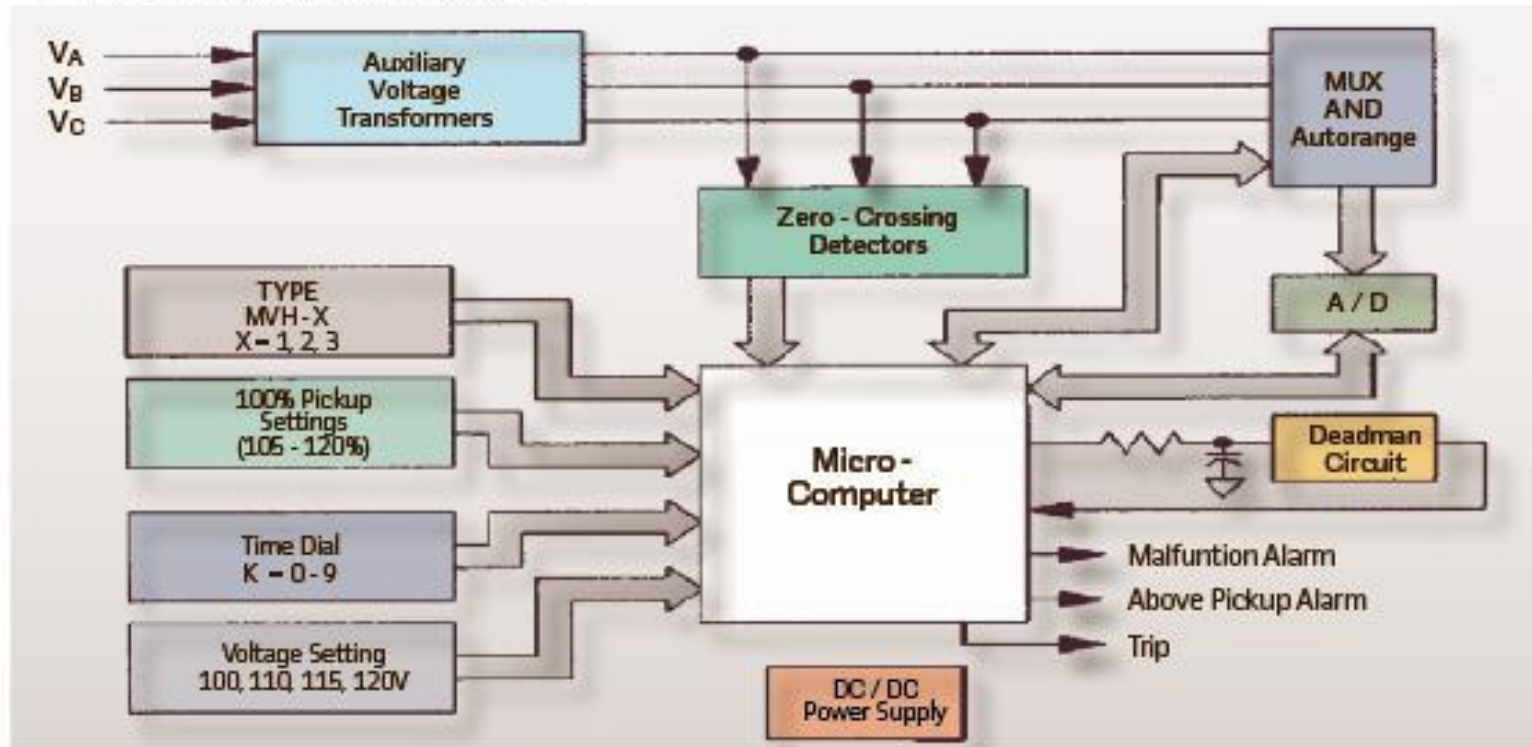 VA
VB
VC
Auxiliary
Voltage
Transformers
MUX
AND
Autorange
Zero - Crossing
Detectors
A / D
TYPE
MVH - X
X = 1, 2, 3
100% Pickup
Settings
(105 - 120%)
Time Dial
K = 0 - 9
Voltage Setting
100, 110, 115, 120V
Micro -
Computer
Deadman
Circuit
Malfuntion Alarm
Above Pickup Alarm
Trip
DC / DC
Power Supply